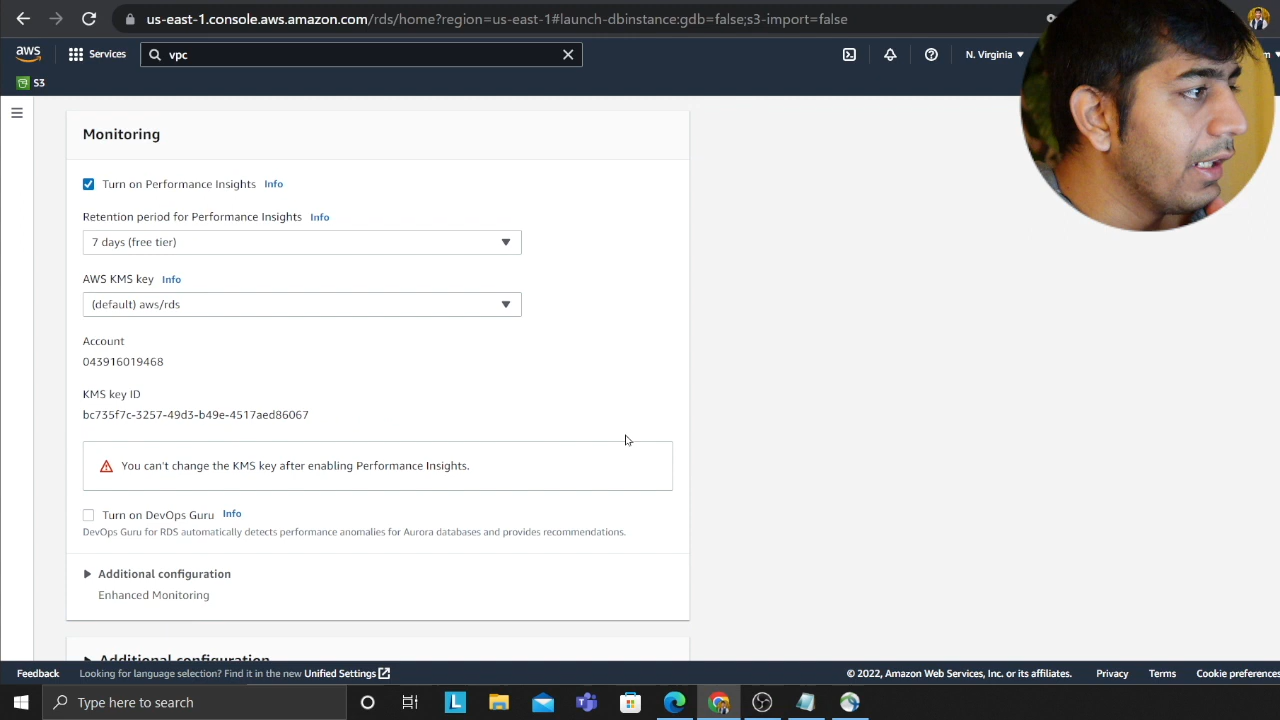 us-east-1.console.aws.amazon.com/rds/home?region=us-east-1#launch-dbinstance:gdb=false;s3-import=false
aws
Services
vpc
N. Virginia
S3
Monitoring
Turn on Performance Insights Info
Retention period for Performance Insights Info
7 days (free tier)
AWS KMS key Info
(default) aws/rds
Account
043916019468
KMS key ID
bc735f7c-3257-49d3-b49e-4517aed86067
You can't change the KMS key after enabling Performance Insights.
Turn on DevOps Guru Info
DevOps Guru for RDS automatically detects performance anomalies for Aurora databases and provides recommendations.
Additional configuration
Enhanced Monitoring
Additional configuration
Feedback Looking for language selection? Find it in the new Unified Settings © 2022, Amazon Web Services, Inc. or its affiliates. Privacy Terms Cookie preferences
Type here to search